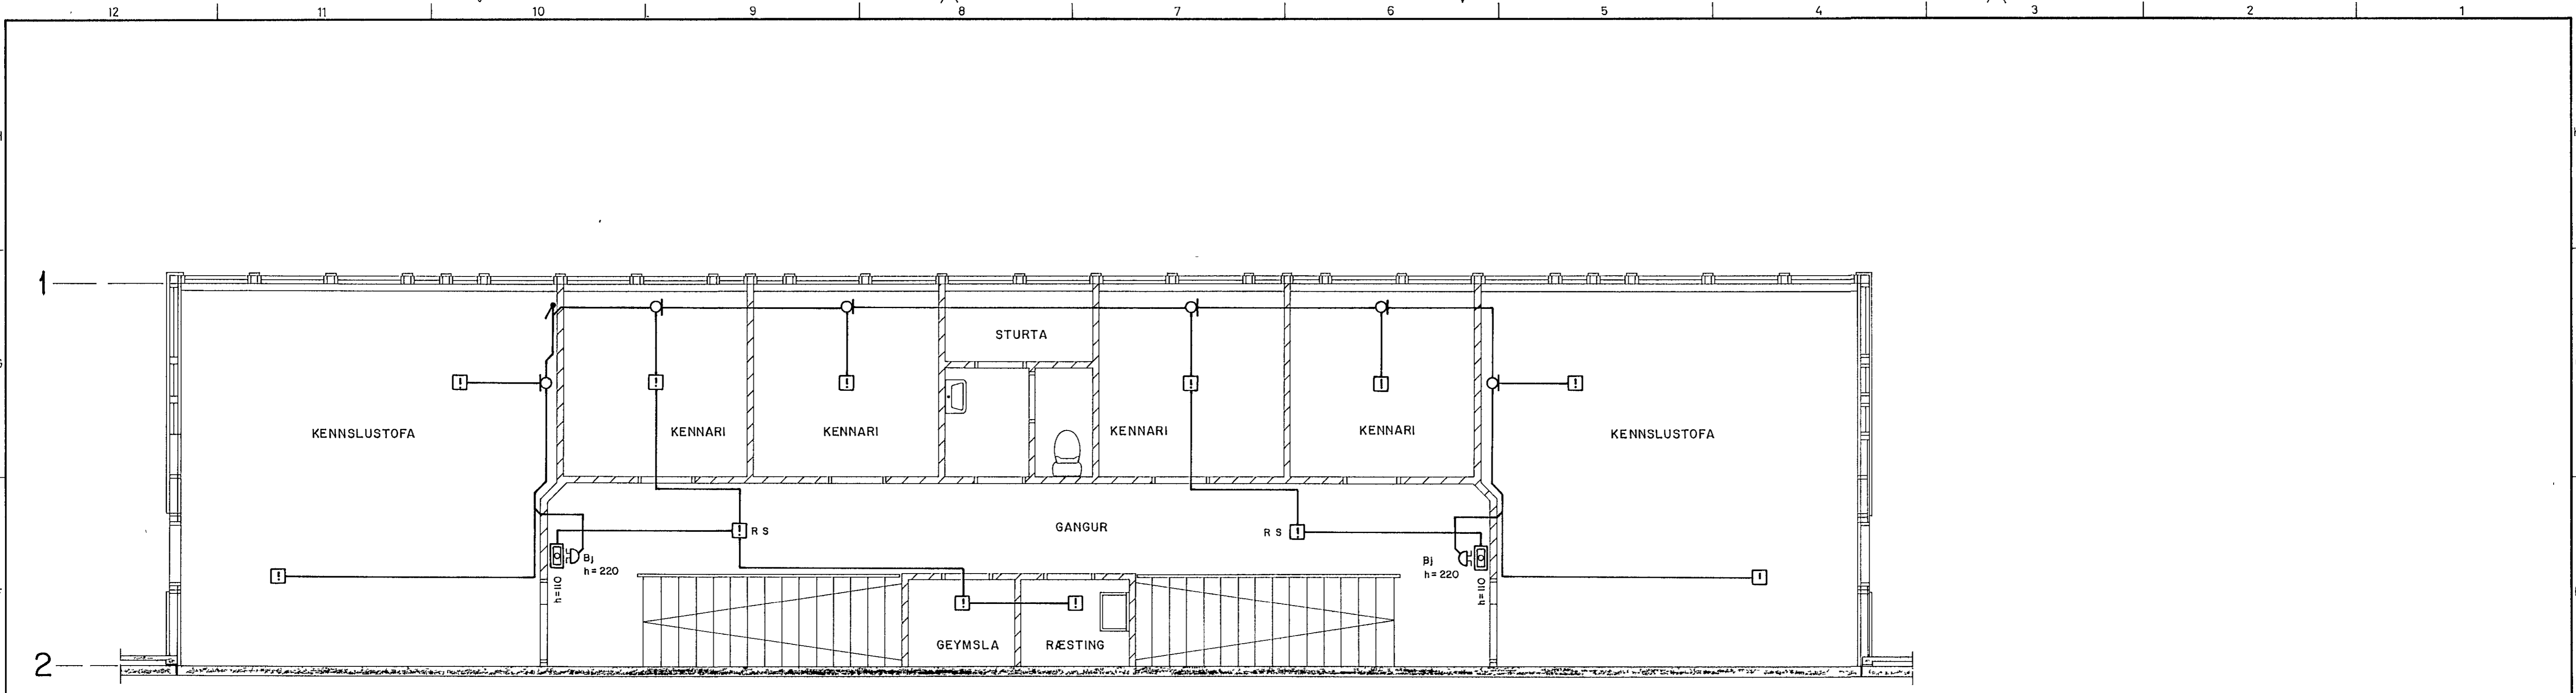 12 11 10 9 8 7 6 5 4 3 2 1
1
STURTA
KENNSLUSTOFA KENNARI KENNARI KENNARI KENNARI KENNSLUSTOFA
R S GANGUR R S
Bj
h=220
h=110
Bj
h=220
h=110
GEYMSLA RÆSTING
2